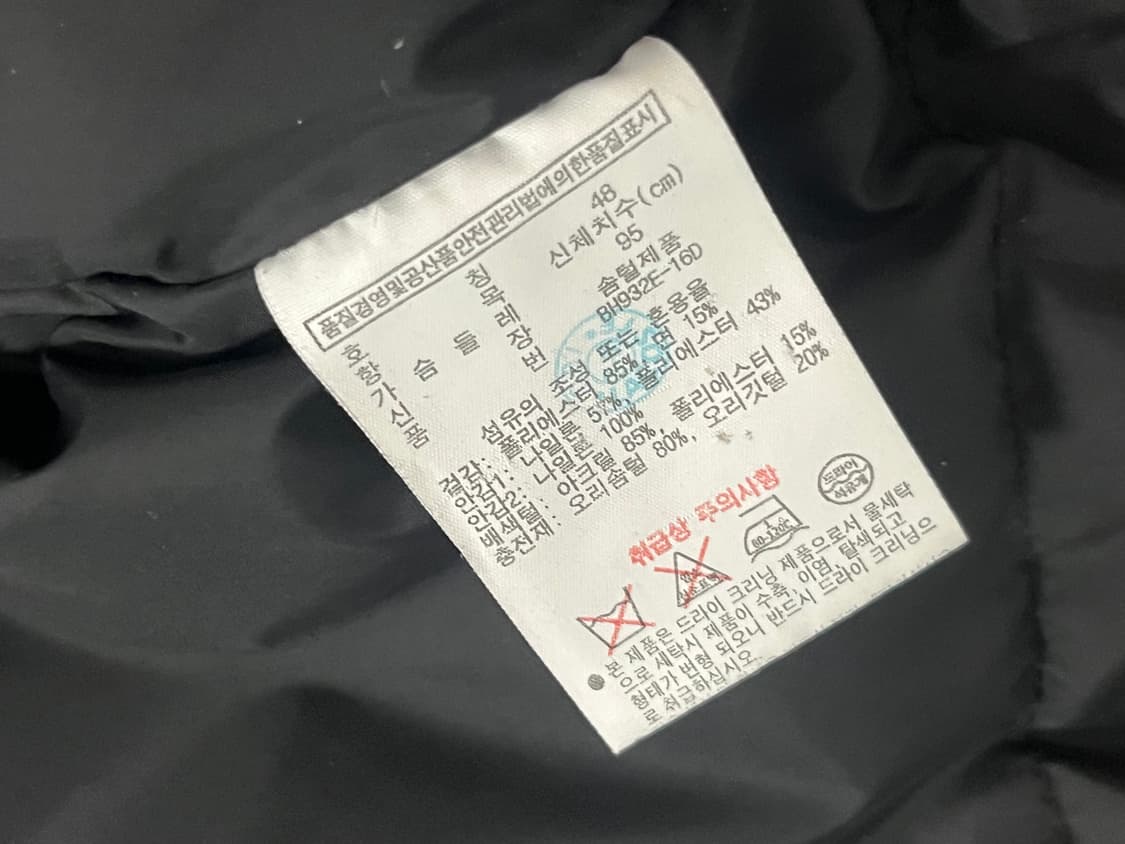 품질경영및공산품안전관리법에의한품질표시
호 칭 48
항 목 신체치수(cm)
가 슴 둘 레 95
신 장 솜털제품
품 번 BH932E-16D
섬유의 조성 또는 혼용율
겉감: 폴리에스터 85%, 면 15%
안감1: 나일론 57%, 폴리에스터 43%
안감2: 나일론 100%
배색털: 아크릴 85%, 폴리에스터 15%
충전재: 오리솜털 80%, 오리깃털 20%
취급상 주의사항
80-120℃
드라이
석유계
● 본 제품은 드라이 크리닝 제품으로서 물세탁
으로 세탁시 제품이 수축, 이염, 탈색되고
형태가 변형 되오니 반드시 드라이 크리닝으
로 취급하십시오.